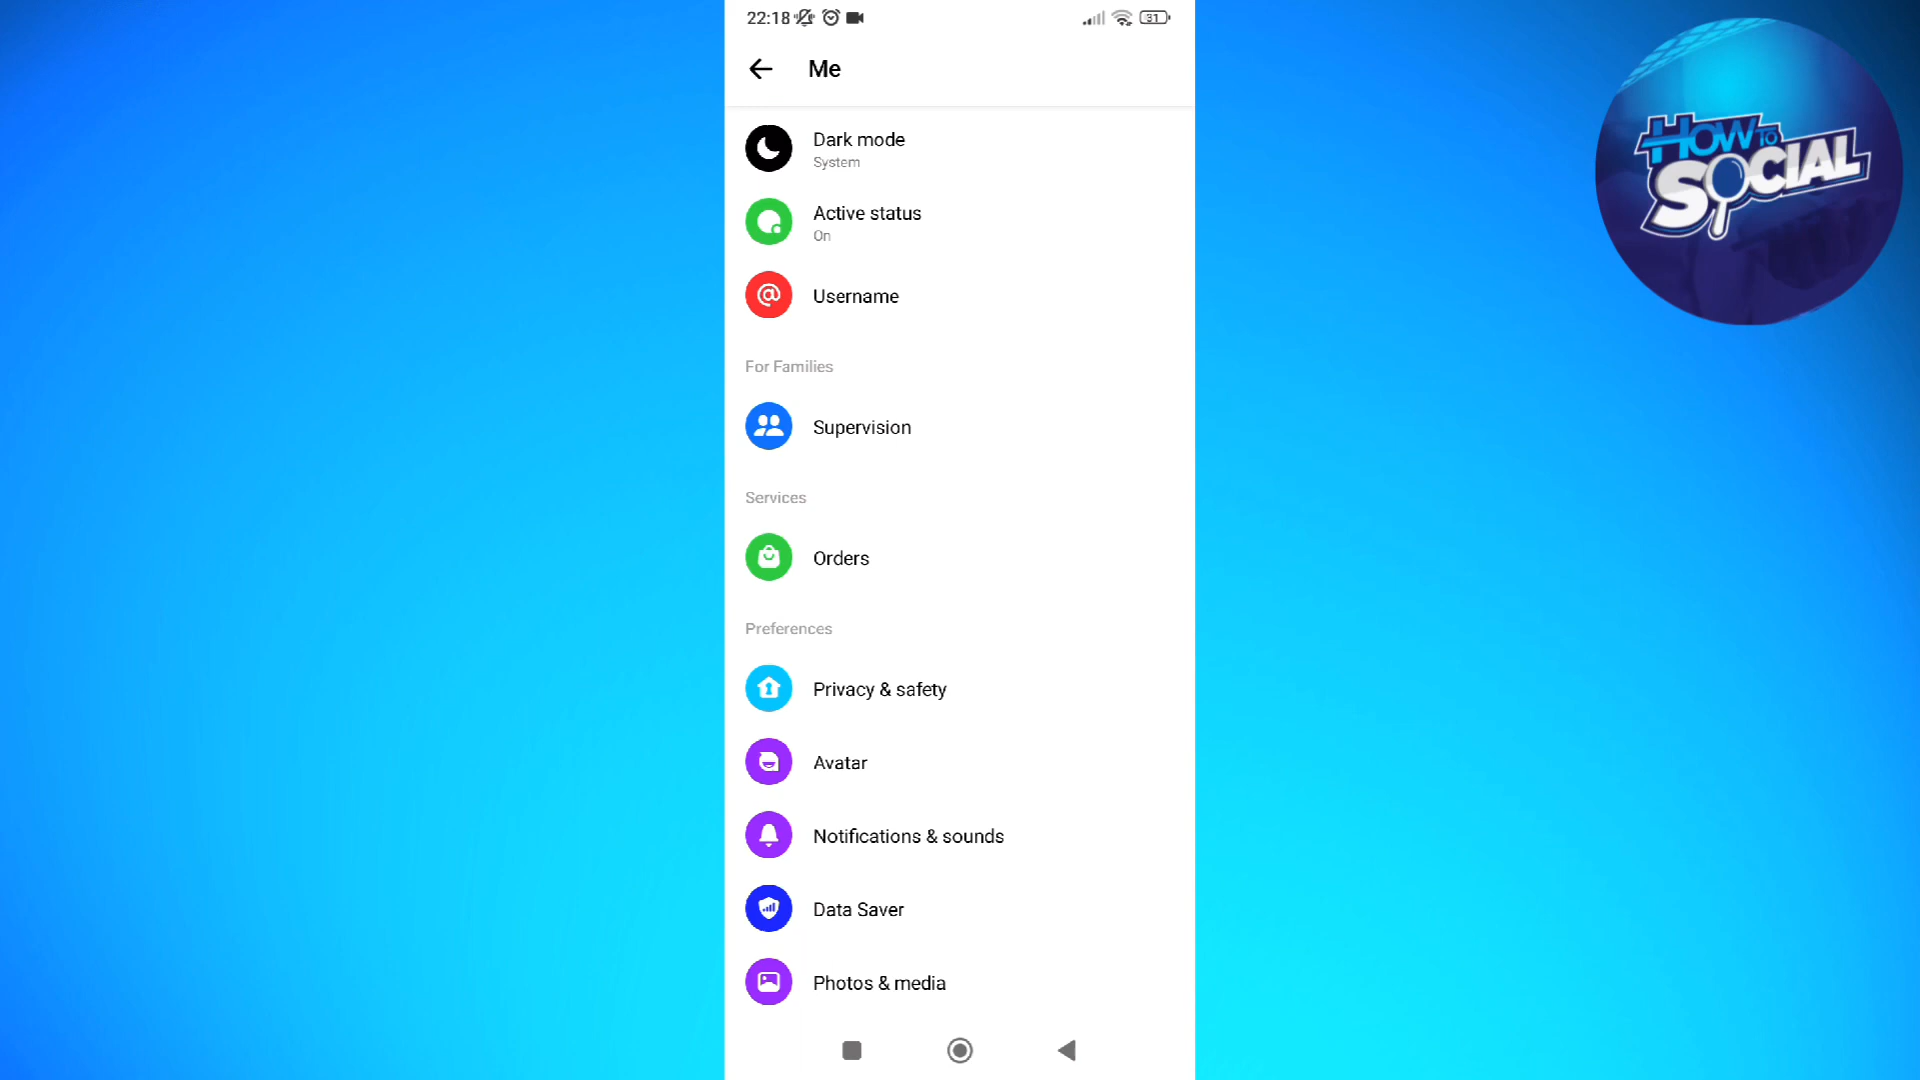 22:18
31
Me
Dark mode
System
Active status
On
Username
For Families
Supervision
Services
Orders
Preferences
Privacy & safety
Avatar
Notifications & sounds
Data Saver
Photos & media
HOW TO
SOCIAL